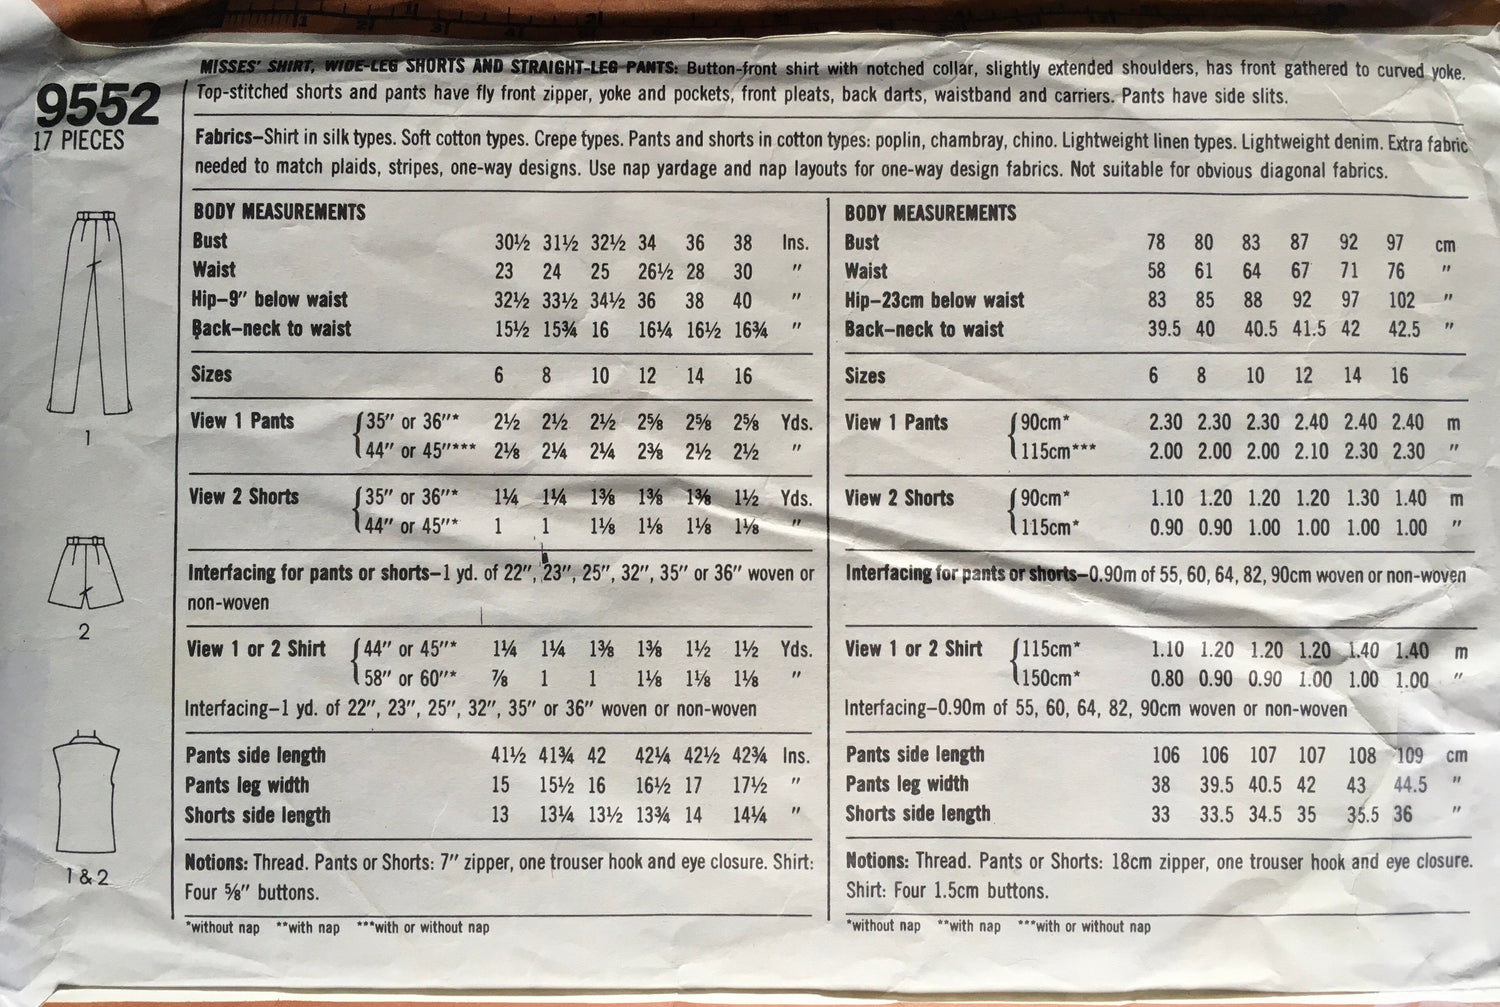 9552
17 PIECES
MISSES' SHIRT, WIDE-LEG SHORTS AND STRAIGHT-LEG PANTS: Button-front shirt with notched collar, slightly extended shoulders, has front gathered to curved yoke.
Top-stitched shorts and pants have fly front zipper, yoke and pockets, front pleats, back darts, waistband and carriers. Pants have side slits.
Fabrics–Shirt in silk types. Soft cotton types. Crepe types. Pants and shorts in cotton types: poplin, chambray, chino. Lightweight linen types. Lightweight denim. Extra fabric
needed to match plaids, stripes, one-way designs. Use nap yardage and nap layouts for one-way design fabrics. Not suitable for obvious diagonal fabrics.
1
2
1 & 2
BODY MEASUREMENTS
Bust 30½ 31½ 32½ 34 36 38 Ins.
Waist 23 24 25 26½ 28 30 "
Hip–9" below waist 32½ 33½ 34½ 36 38 40 "
Back–neck to waist 15½ 15¾ 16 16¼ 16½ 16¾ "
Sizes 6 8 10 12 14 16
View 1 Pants 35" or 36"* 2½ 2½ 2½ 2⅝ 2⅝ 2⅝ Yds.
44" or 45"*** 2⅛ 2¼ 2¼ 2⅜ 2½ 2½ "
View 2 Shorts 35" or 36"* 1¼ 1¼ 1⅜ 1⅜ 1⅜ 1½ Yds.
44" or 45"* 1 1 1⅛ 1⅛ 1⅛ 1⅛ "
Interfacing for pants or shorts–1 yd. of 22", 23", 25", 32", 35" or 36" woven or
non-woven
View 1 or 2 Shirt 44" or 45"* 1¼ 1¼ 1⅜ 1⅜ 1½ 1½ Yds.
58" or 60"* ⅞ 1 1 1⅛ 1⅛ 1⅛ "
Interfacing–1 yd. of 22", 23", 25", 32", 35" or 36" woven or non-woven
Pants side length 41½ 41¾ 42 42¼ 42½ 42¾ Ins.
Pants leg width 15 15½ 16 16½ 17 17½ "
Shorts side length 13 13¼ 13½ 13¾ 14 14¼ "
Notions: Thread. Pants or Shorts: 7" zipper, one trouser hook and eye closure. Shirt:
Four ⅝" buttons.
*without nap **with nap ***with or without nap
BODY MEASUREMENTS
Bust 78 80 83 87 92 97 cm
Waist 58 61 64 67 71 76 "
Hip–23cm below waist 83 85 88 92 97 102 "
Back–neck to waist 39.5 40 40.5 41.5 42 42.5 "
Sizes 6 8 10 12 14 16
View 1 Pants 90cm* 2.30 2.30 2.30 2.40 2.40 2.40 m
115cm*** 2.00 2.00 2.00 2.10 2.30 2.30 "
View 2 Shorts 90cm* 1.10 1.20 1.20 1.20 1.30 1.40 m
115cm* 0.90 0.90 1.00 1.00 1.00 1.00 "
Interfacing for pants or shorts–0.90m of 55, 60, 64, 82, 90cm woven or non-woven
View 1 or 2 Shirt 115cm* 1.10 1.20 1.20 1.20 1.40 1.40 m
150cm* 0.80 0.90 0.90 1.00 1.00 1.00 "
Interfacing–0.90m of 55, 60, 64, 82, 90cm woven or non-woven
Pants side length 106 106 107 107 108 109 cm
Pants leg width 38 39.5 40.5 42 43 44.5 "
Shorts side length 33 33.5 34.5 35 35.5 36 "
Notions: Thread. Pants or Shorts: 18cm zipper, one trouser hook and eye closure.
Shirt: Four 1.5cm buttons.
*without nap **with nap ***with or without nap